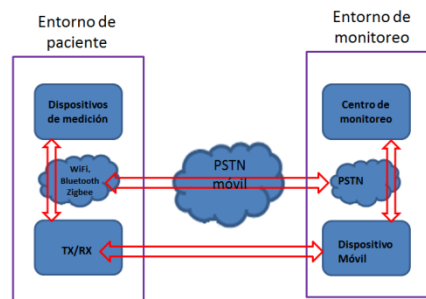 Entorno de
paciente
Entorno de
monitoreo
Dispositivos
de medición
Centro de
monitoreo
WiFi,
Bluetooth
Zigbee
PSTN
móvil
PSTN
TX/RX
Dispositivo
Móvil